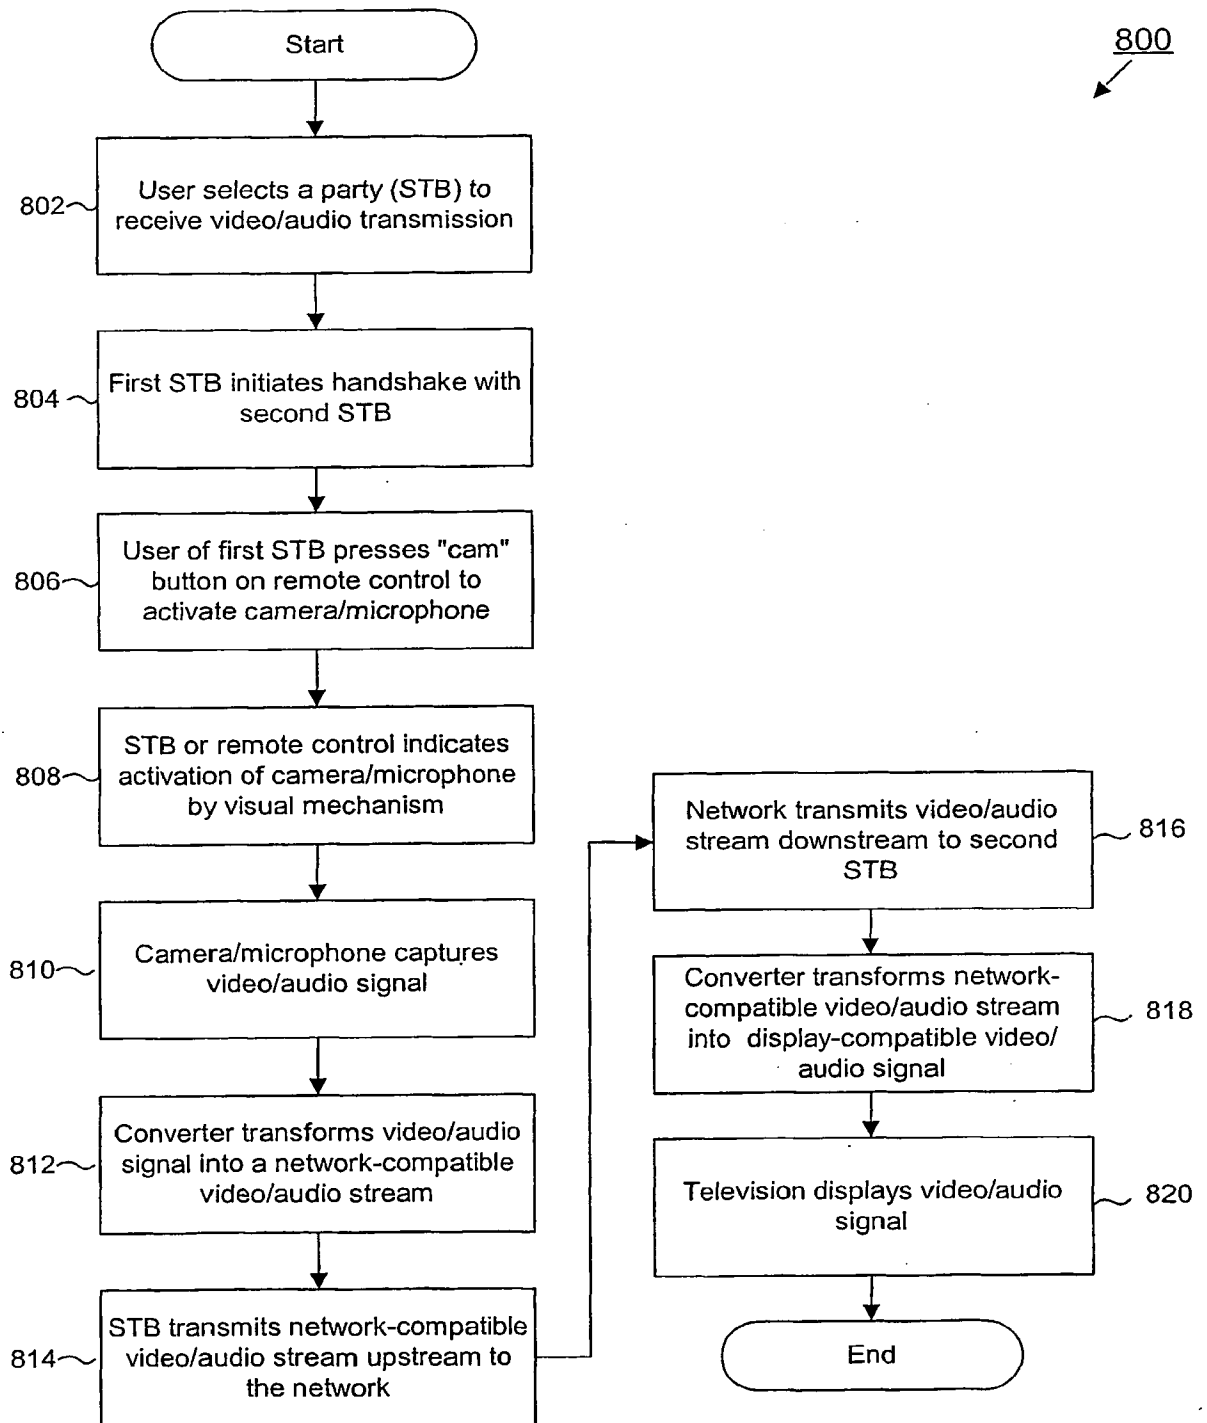 Start
800
802
User selects a party (STB) to
receive video/audio transmission
804
First STB initiates handshake with
second STB
806
User of first STB presses "cam"
button on remote control to
activate camera/microphone
808
STB or remote control indicates
activation of camera/microphone
by visual mechanism
810
Camera/microphone captures
video/audio signal
812
Converter transforms video/audio
signal into a network-compatible
video/audio stream
814
STB transmits network-compatible
video/audio stream upstream to
the network
Network transmits video/audio
stream downstream to second
STB
816
Converter transforms network-
compatible video/audio stream
into display-compatible video/
audio signal
818
Television displays video/audio
signal
820
End